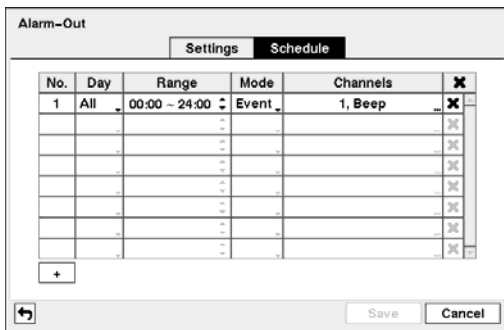 Alarm-Out
Settings Schedule
No. Day Range Mode Channels ✖
1 All 00:00 ~ 24:00 Event 1, Beep ... ✖
+
Save Cancel